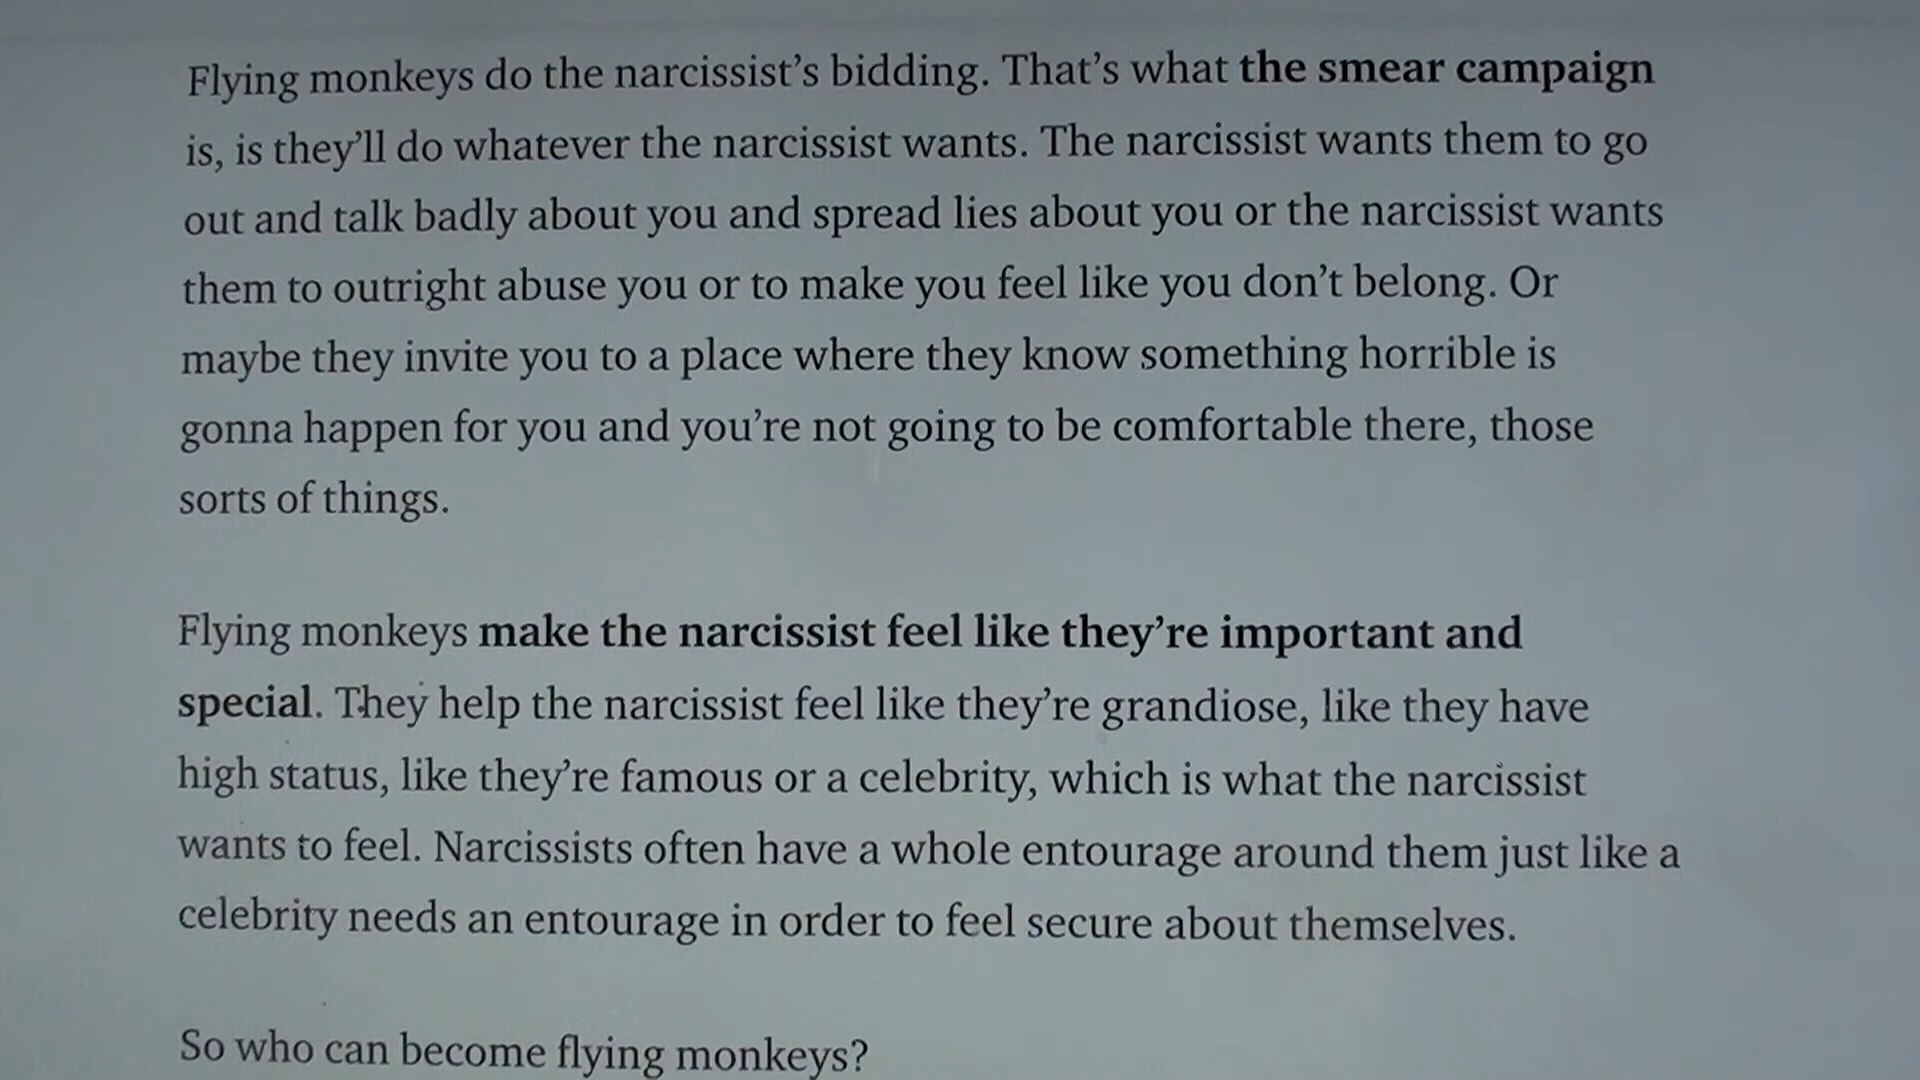 Flying monkeys do the narcissist’s bidding. That’s what the smear campaign
is, is they’ll do whatever the narcissist wants. The narcissist wants them to go
out and talk badly about you and spread lies about you or the narcissist wants
them to outright abuse you or to make you feel like you don’t belong. Or
maybe they invite you to a place where they know something horrible is
gonna happen for you and you’re not going to be comfortable there, those
sorts of things.
Flying monkeys make the narcissist feel like they’re important and
special. They help the narcissist feel like they’re grandiose, like they have
high status, like they’re famous or a celebrity, which is what the narcissist
wants to feel. Narcissists often have a whole entourage around them just like a
celebrity needs an entourage in order to feel secure about themselves.
So who can become flying monkeys?